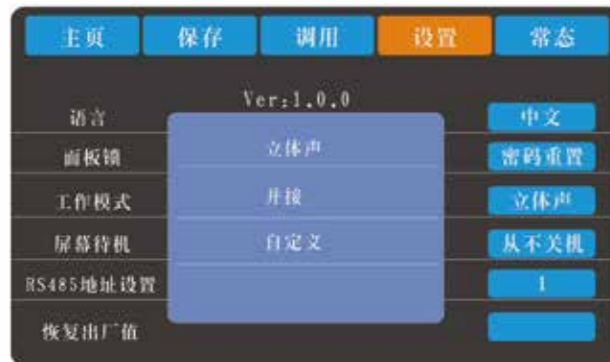 主页 保存 调用 设置 常态
Ver:1.0.0
语言 中文
面板锁 立体声 密码重置
工作模式 并接 立体声
屏幕待机 自定义 从不关机
RS485地址设置 1
恢复出厂值